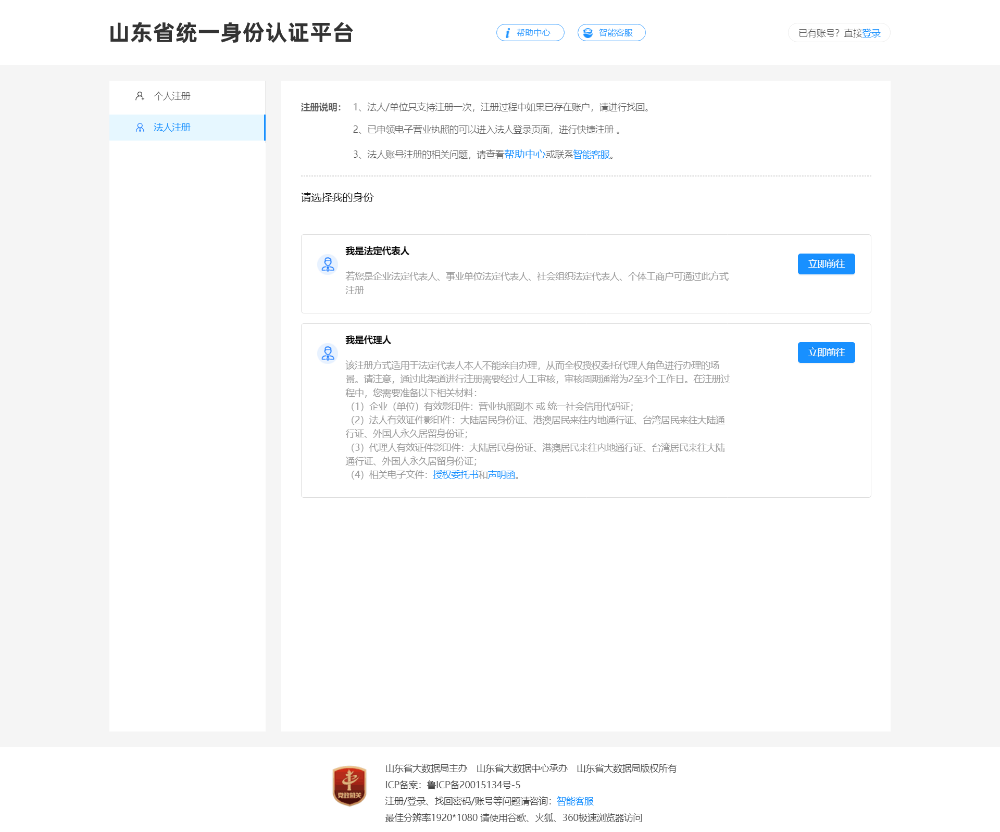 山东省统一身份认证平台
帮助中心
智能客服
已有账号？直接登录
个人注册
法人注册
注册说明：
1、法人/单位只支持注册一次，注册过程中如果已存在账户，请进行找回。
2、已申领电子营业执照的可以进入法人登录页面，进行快捷注册 。
3、法人账号注册的相关问题，请查看帮助中心或联系智能客服。
请选择我的身份
我是法定代表人
若您是企业法定代表人、事业单位法定代表人、社会组织法定代表人、个体工商户可通过此方式
注册
立即前往
我是代理人
该注册方式适用于法定代表人本人不能亲自办理，从而全权授权委托代理人角色进行办理的场
景。请注意，通过此渠道进行注册需要经过人工审核，审核周期通常为2至3个工作日。在注册过
程中，您需要准备以下相关材料：
（1）企业（单位）有效影印件：营业执照副本 或 统一社会信用代码证；
（2）法人有效证件影印件：大陆居民身份证、港澳居民来往内地通行证、台湾居民来往大陆通
行证、外国人永久居留身份证；
（3）代理人有效证件影印件：大陆居民身份证、港澳居民来往内地通行证、台湾居民来往大陆
通行证、外国人永久居留身份证；
（4）相关电子文件：授权委托书和声明函。
立即前往
党政机关
山东省大数据局主办 山东省大数据中心承办 山东省大数据局版权所有
ICP备案：鲁ICP备20015134号-5
注册/登录、找回密码/账号等问题请咨询：智能客服
最佳分辨率1920*1080 请使用谷歌、火狐、360极速浏览器访问